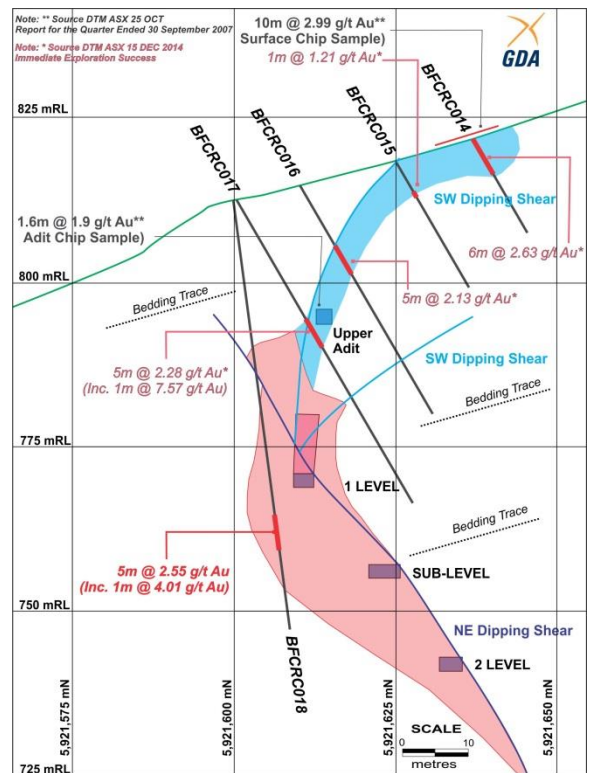 Note: ** Source DTM ASX 25 OCT
Report for the Quarter Ended 30 September 2007
Note: * Source DTM ASX 15 DEC 2014
Immediate Exploration Success
10m @ 2.99 g/t Au**
Surface Chip Sample)
1m @ 1.21 g/t Au*
GDA
825 mRL
BFCRC014
BFCRC015
BFCRC016
BFCRC017
1.6m @ 1.9 g/t Au**
Adit Chip Sample)
SW Dipping Shear
6m @ 2.63 g/t Au*
800 mRL
5m @ 2.13 g/t Au*
Bedding Trace
Upper
Adit
SW Dipping Shear
5m @ 2.28 g/t Au*
(Inc. 1m @ 7.57 g/t Au)
Bedding Trace
775 mRL
1 LEVEL
Bedding Trace
5m @ 2.55 g/t Au
(Inc. 1m @ 4.01 g/t Au)
SUB-LEVEL
750 mRL
NE Dipping Shear
BFCRC018
2 LEVEL
5,921,575 mN
5,921,600 mN
5,921,625 mN
5,921,650 mN
SCALE
0 10
metres
725 mRL